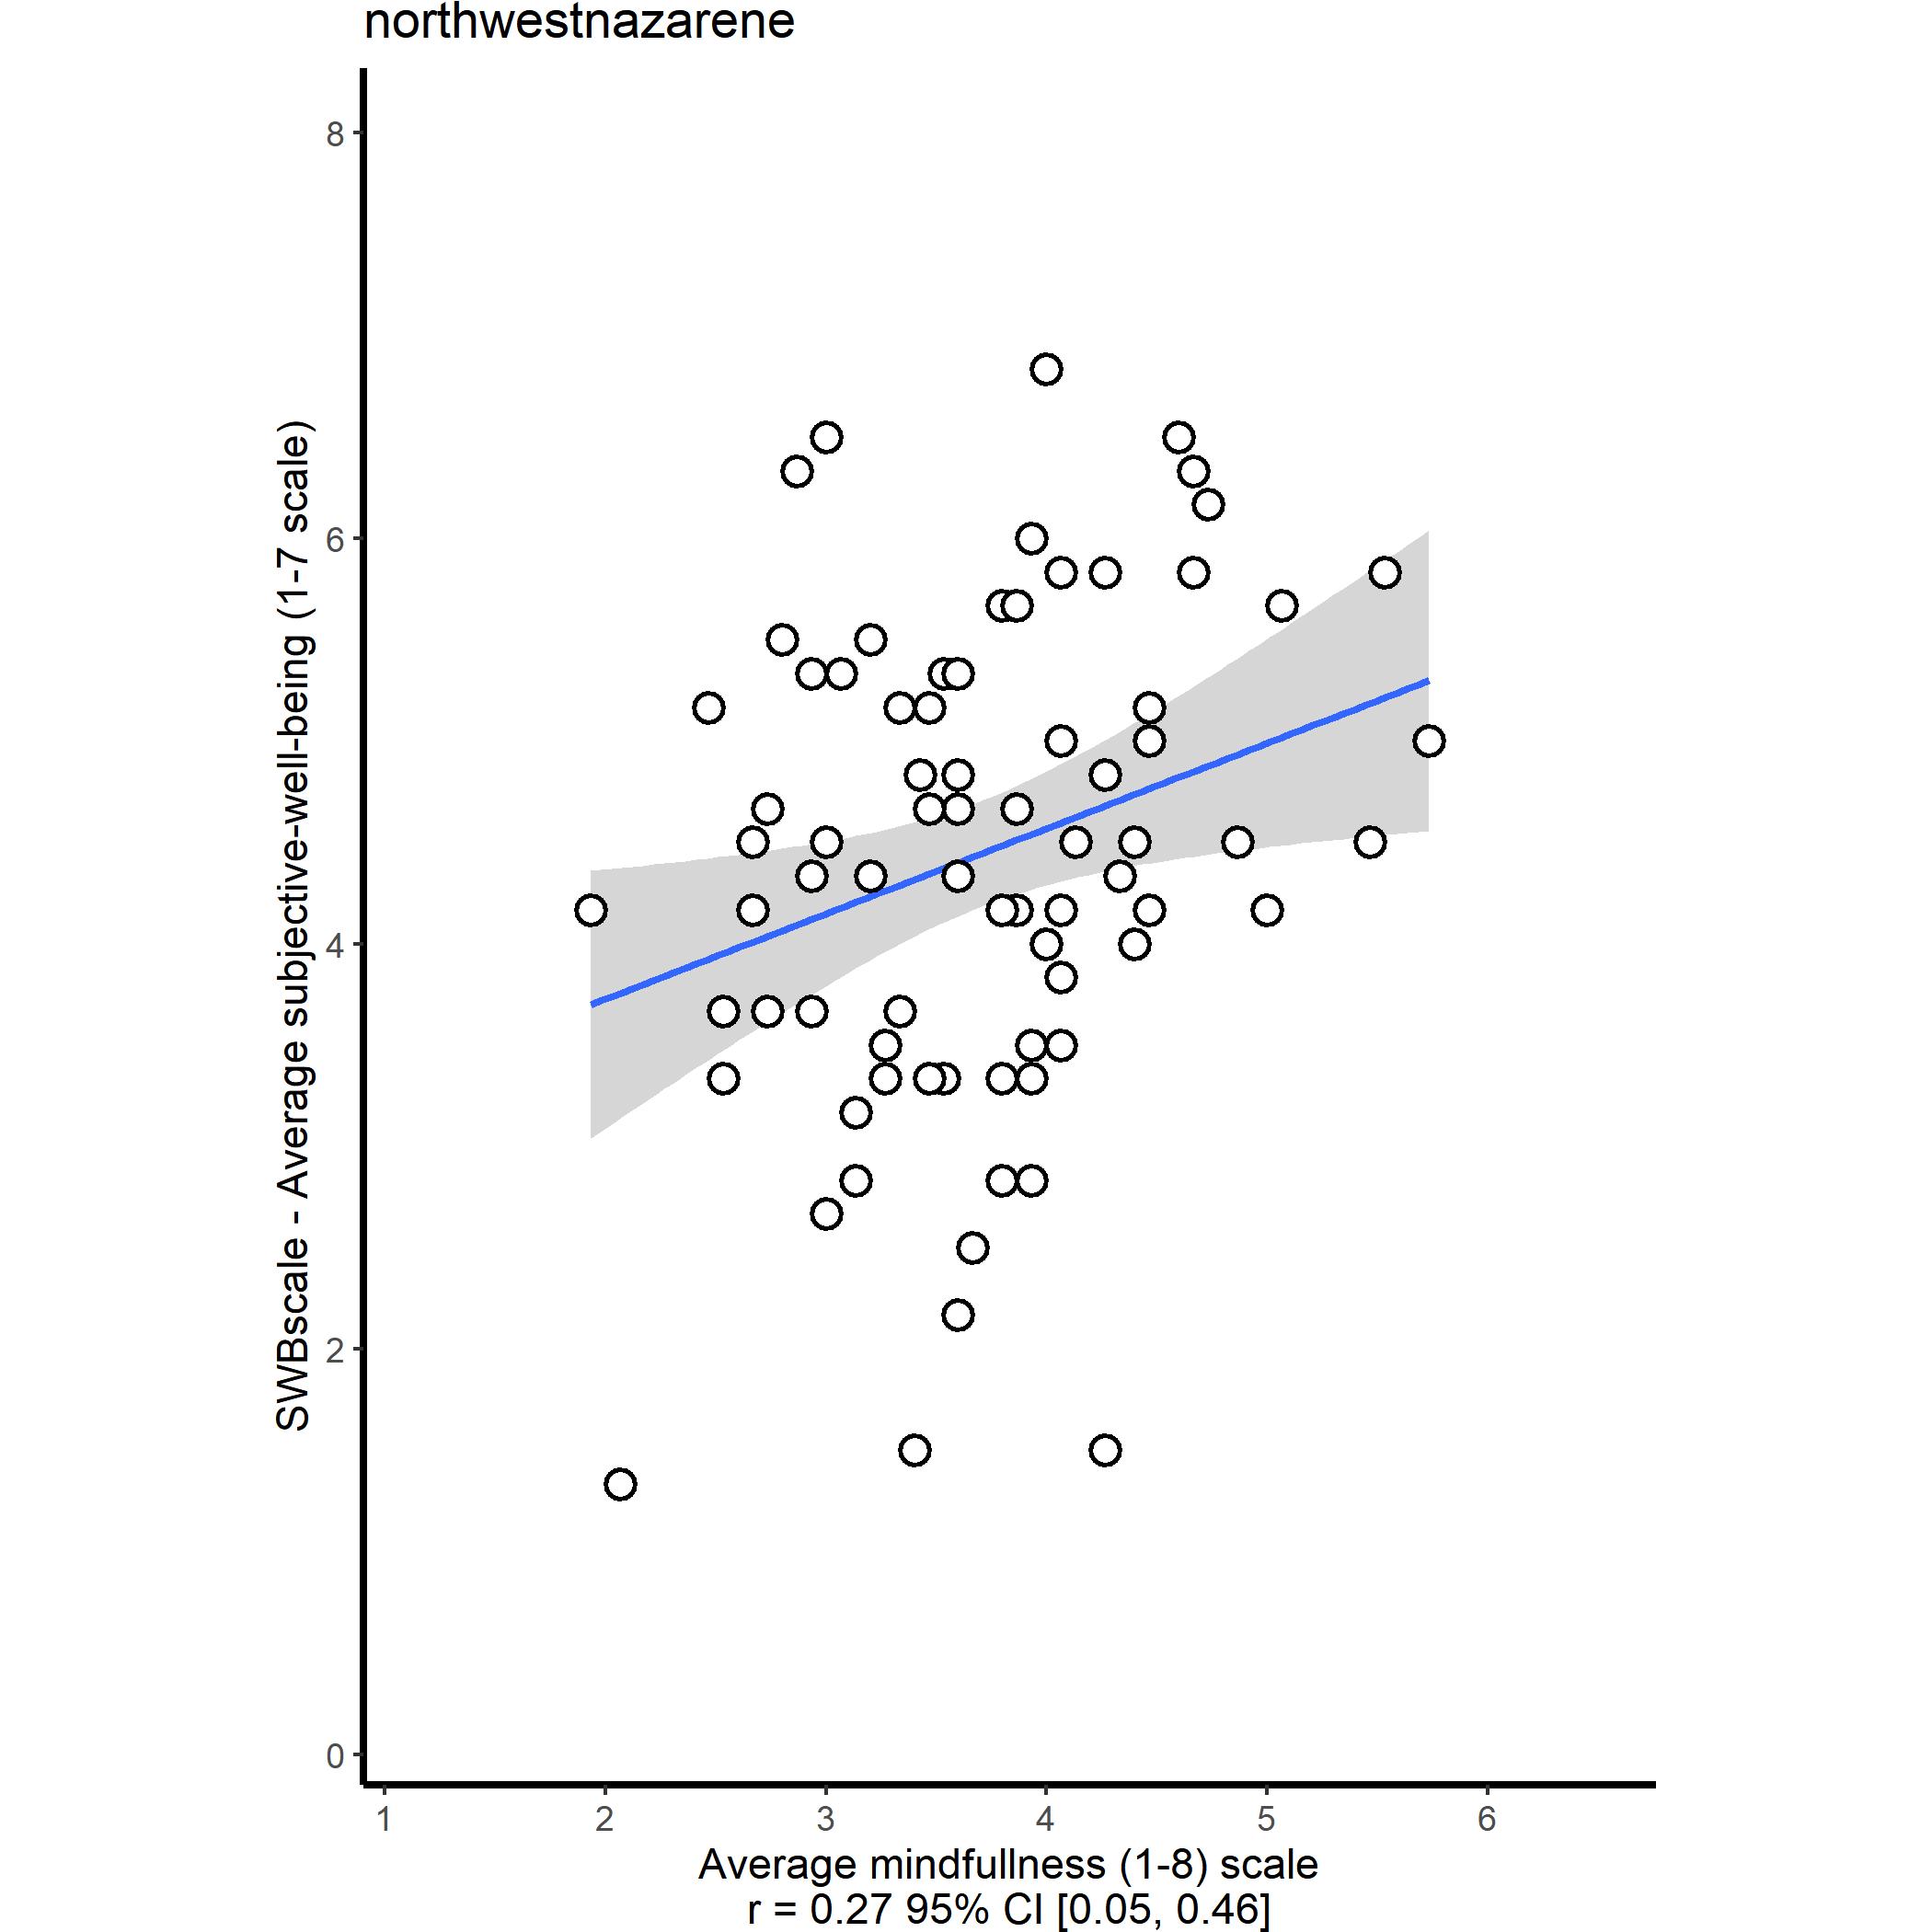 northwestnazarene
SWBscale - Average subjective-well-being (1-7 scale)
8
6
4
2
0
1 2 3 4 5 6
Average mindfullness (1-8) scale
r = 0.27 95% CI [0.05, 0.46]